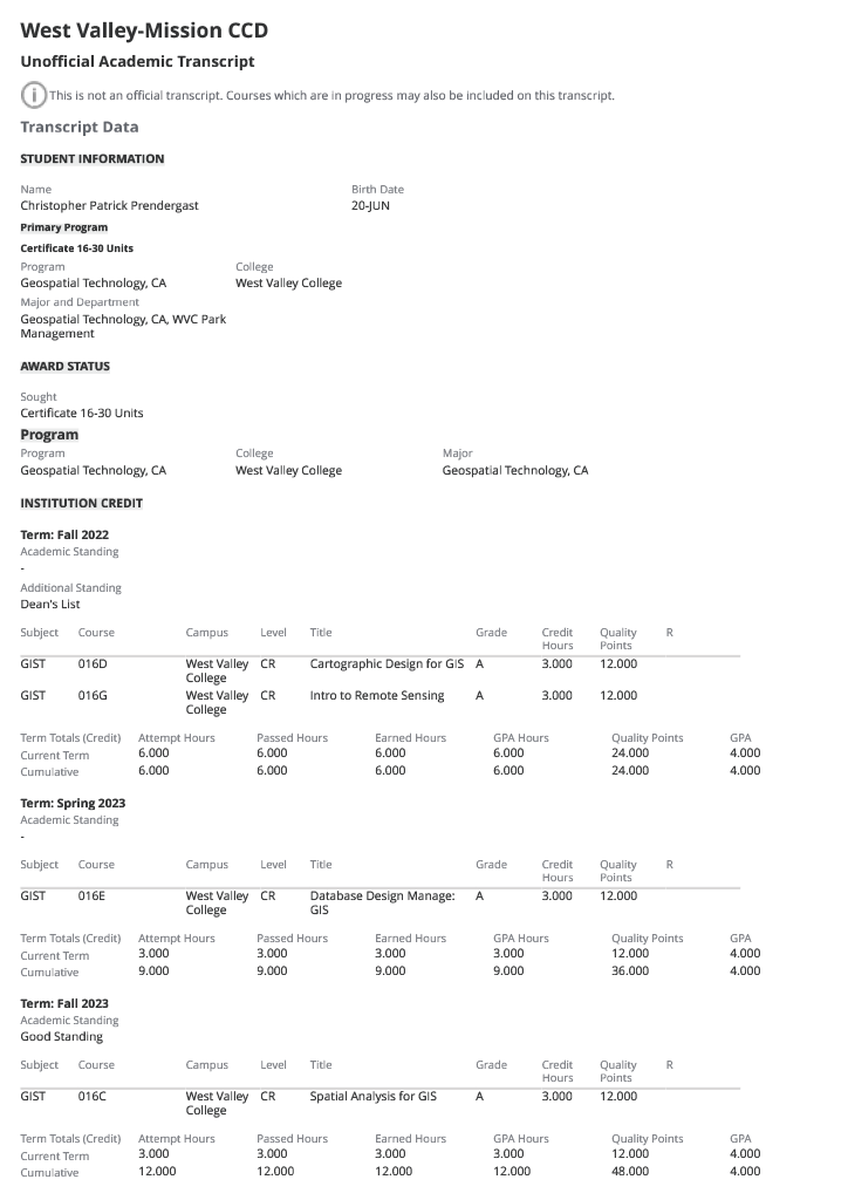 West Valley-Mission CCD
Unofficial Academic Transcript
This is not an official transcript. Courses which are in progress may also be included on this transcript.
Transcript Data
STUDENT INFORMATION
Name Birth Date
Christopher Patrick Prendergast 20-JUN
Primary Program
Certificate 16-30 Units
Program College
Geospatial Technology, CA West Valley College
Major and Department
Geospatial Technology, CA, WVC Park
Management
AWARD STATUS
Sought
Certificate 16-30 Units
Program
Program College Major
Geospatial Technology, CA West Valley College Geospatial Technology, CA
INSTITUTION CREDIT
Term: Fall 2022
Academic Standing
-
Additional Standing
Dean's List
Subject Course Campus Level Title Grade Credit Quality R
Hours Points
GIST 016D West Valley CR Cartographic Design for GIS A 3.000 12.000
College
GIST 016G West Valley CR Intro to Remote Sensing A 3.000 12.000
College
Term Totals (Credit) Attempt Hours Passed Hours Earned Hours GPA Hours Quality Points GPA
Current Term 6.000 6.000 6.000 6.000 24.000 4.000
Cumulative 6.000 6.000 6.000 6.000 24.000 4.000
Term: Spring 2023
Academic Standing
-
Subject Course Campus Level Title Grade Credit Quality R
Hours Points
GIST 016E West Valley CR Database Design Manage: A 3.000 12.000
College GIS
Term Totals (Credit) Attempt Hours Passed Hours Earned Hours GPA Hours Quality Points GPA
Current Term 3.000 3.000 3.000 3.000 12.000 4.000
Cumulative 9.000 9.000 9.000 9.000 36.000 4.000
Term: Fall 2023
Academic Standing
Good Standing
Subject Course Campus Level Title Grade Credit Quality R
Hours Points
GIST 016C West Valley CR Spatial Analysis for GIS A 3.000 12.000
College
Term Totals (Credit) Attempt Hours Passed Hours Earned Hours GPA Hours Quality Points GPA
Current Term 3.000 3.000 3.000 3.000 12.000 4.000
Cumulative 12.000 12.000 12.000 12.000 48.000 4.000